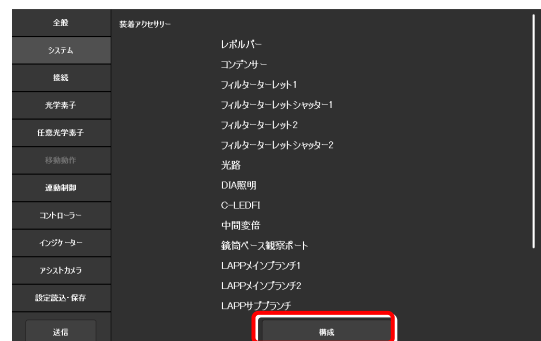 全般
システム
接続
光学素子
任意光学素子
移動動作
連動制御
コントローラー
インジケーター
アシストカメラ
設定読込・保存
送信
装着アクセサリー
レボルバー
コンデンサー
フィルターターレット1
フィルターターレットシャッター1
フィルターターレット2
フィルターターレットシャッター2
光路
DIA照明
C-LEDFI
中間変倍
鏡筒ベース観察ポート
LAPPメインブランチ1
LAPPメインブランチ2
LAPPサブブランチ
構成